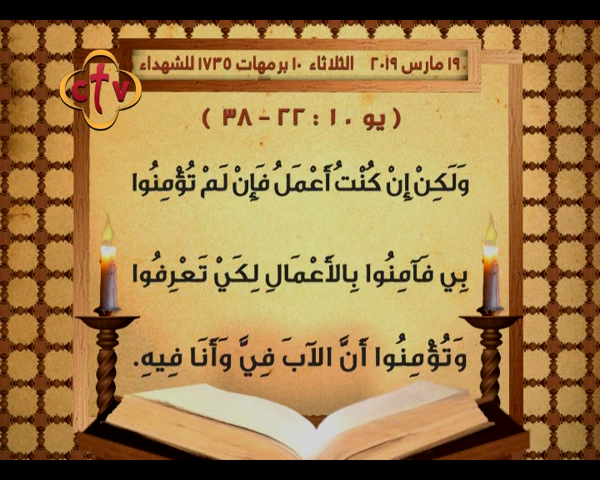 ١٩ مارس ٢٠١٩ الثلاثاء ١٠ برمهات ١٧٣٥ للشهداء
ctv
( يو ١٠ : ٢٢ - ٣٨ )
وَلَكِنْ إِنْ كُنْتُ أَعْمَلُ فَإِنْ لَمْ تُؤْمِنُوا
بِي فَآمِنُوا بِالأَعْمَالِ لِكَيْ تَعْرِفُوا
وَتُؤْمِنُوا أَنَّ الآبَ فِيَّ وَأَنَا فِيهِ.